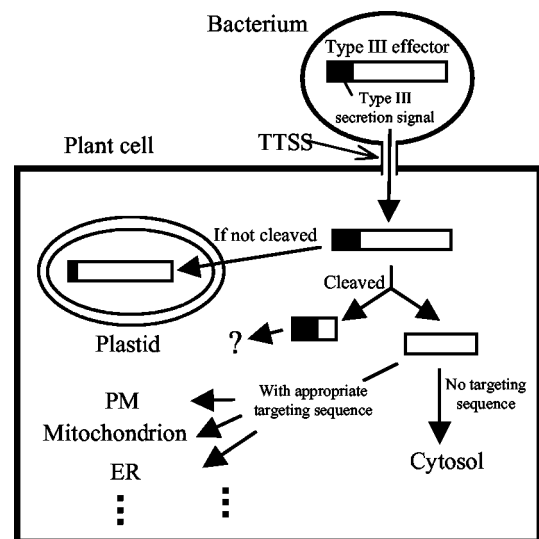 Bacterium
Type III effector
Type III
secretion signal
TTSS
Plant cell
If not cleaved
Cleaved
Plastid
?
With appropriate
targeting sequence
No targeting
sequence
PM
Mitochondrion
ER
Cytosol